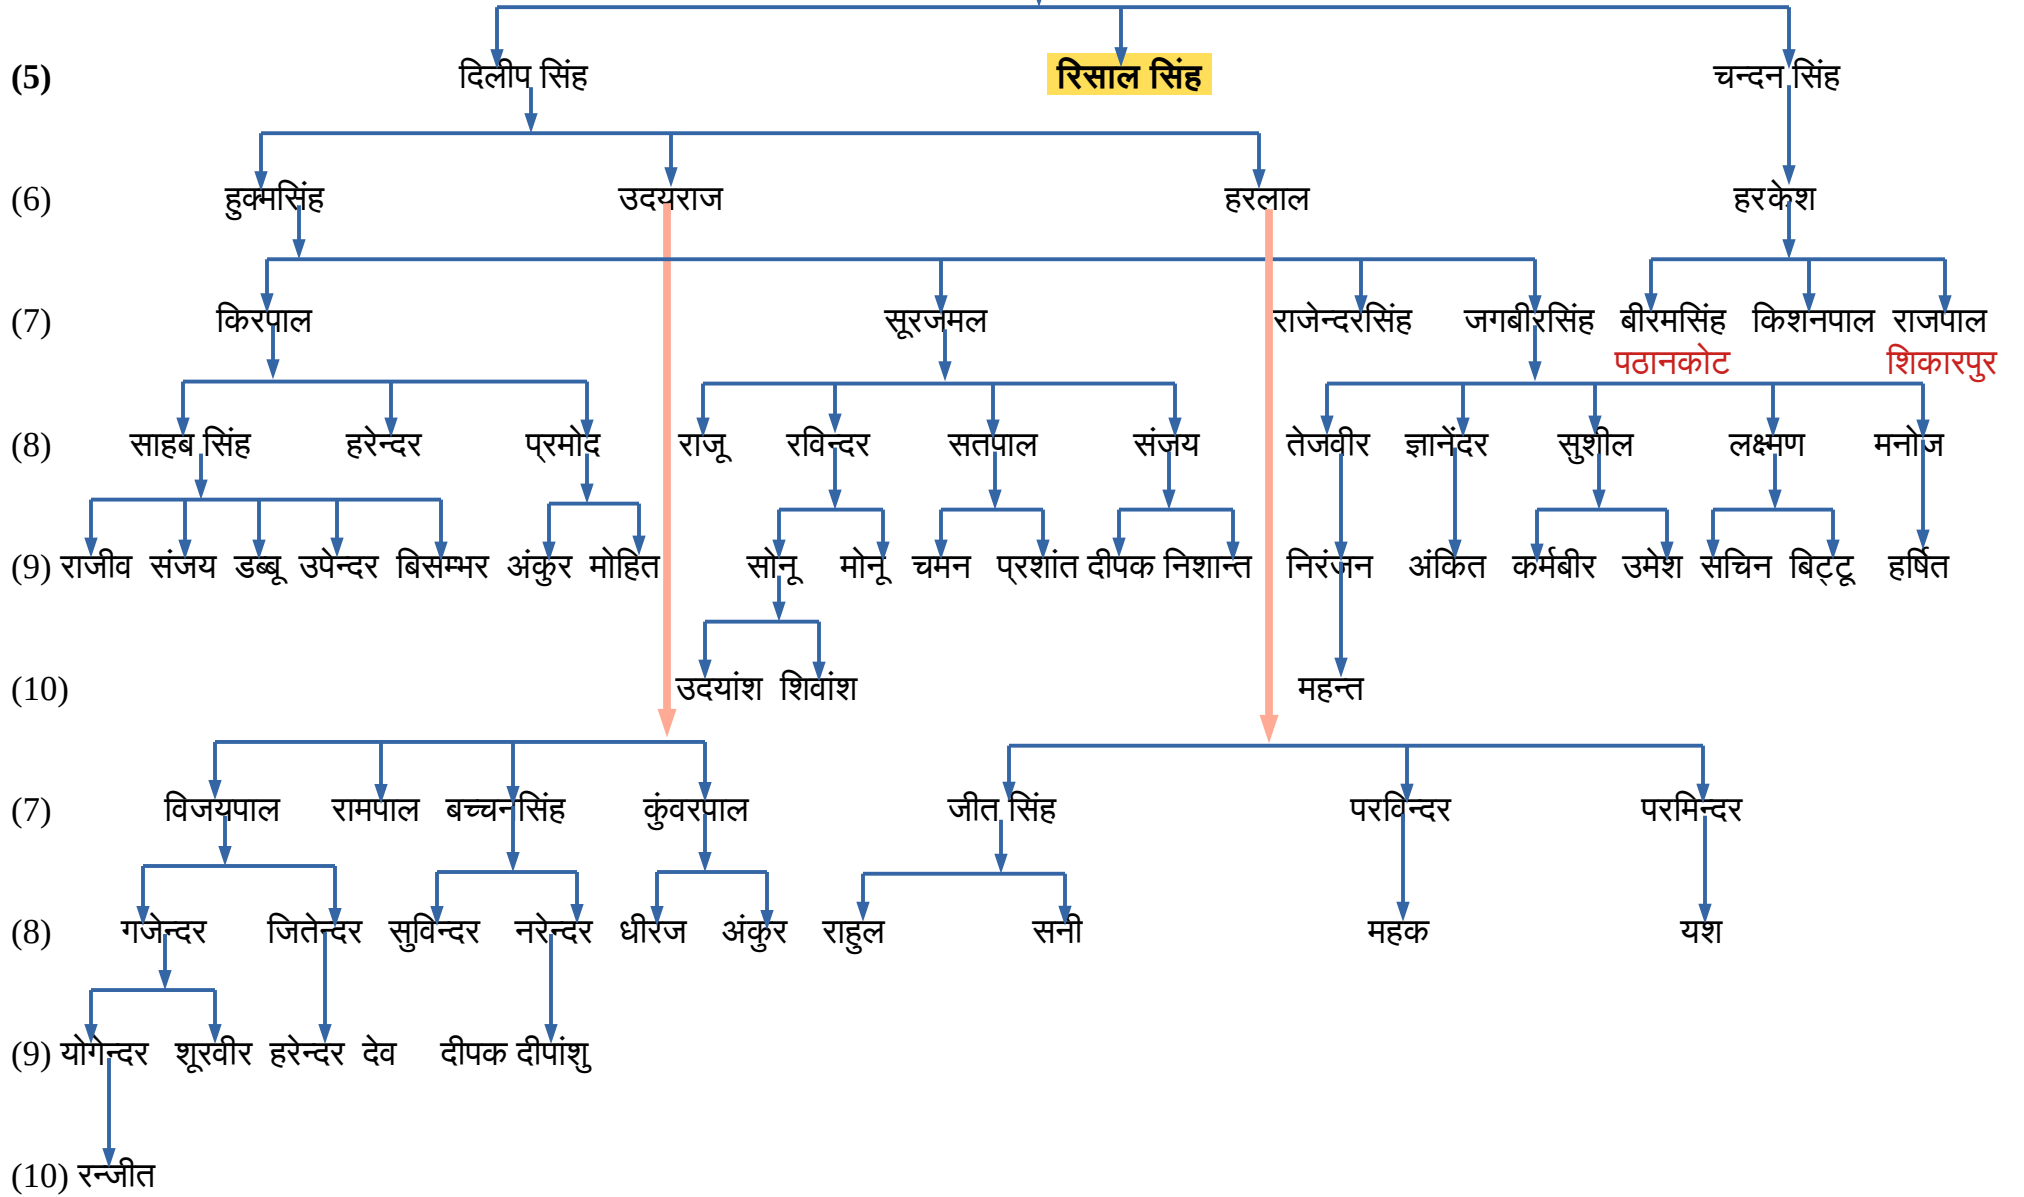 (5) दिलीप सिंह रिसाल सिंह चन्दन सिंह
(6) हुक्मसिंह उदयराज हरलाल हरकेश
(7) किरपाल सूरजमल राजेन्दरसिंह जगबीरसिंह बीरमसिंह किशनपाल राजपाल
पठानकोट शिकारपुर
(8) साहब सिंह हरेन्दर प्रमोद राजू रविन्दर सतपाल संजय तेजवीर ज्ञानेंदर सुशील लक्ष्मण मनोज
(9) राजीव संजय डब्बू उपेन्दर बिसम्भर अंकुर मोहित सोनू मोनू चमन प्रशांत दीपक निशान्त निरंजन अंकित कर्मबीर उमेश सचिन बिट्टू हर्षित
(10) उदयांश शिवांश महन्त
(7) विजयपाल रामपाल बच्चनसिंह कुंवरपाल जीत सिंह परविन्दर परमिन्दर
(8) गजेन्दर जितेन्दर सुविन्दर नरेन्दर धीरज अंकुर राहुल सनी महक यश
(9) योगेन्दर शूरवीर हरेन्दर देव दीपक दीपांशु
(10) रन्जीत